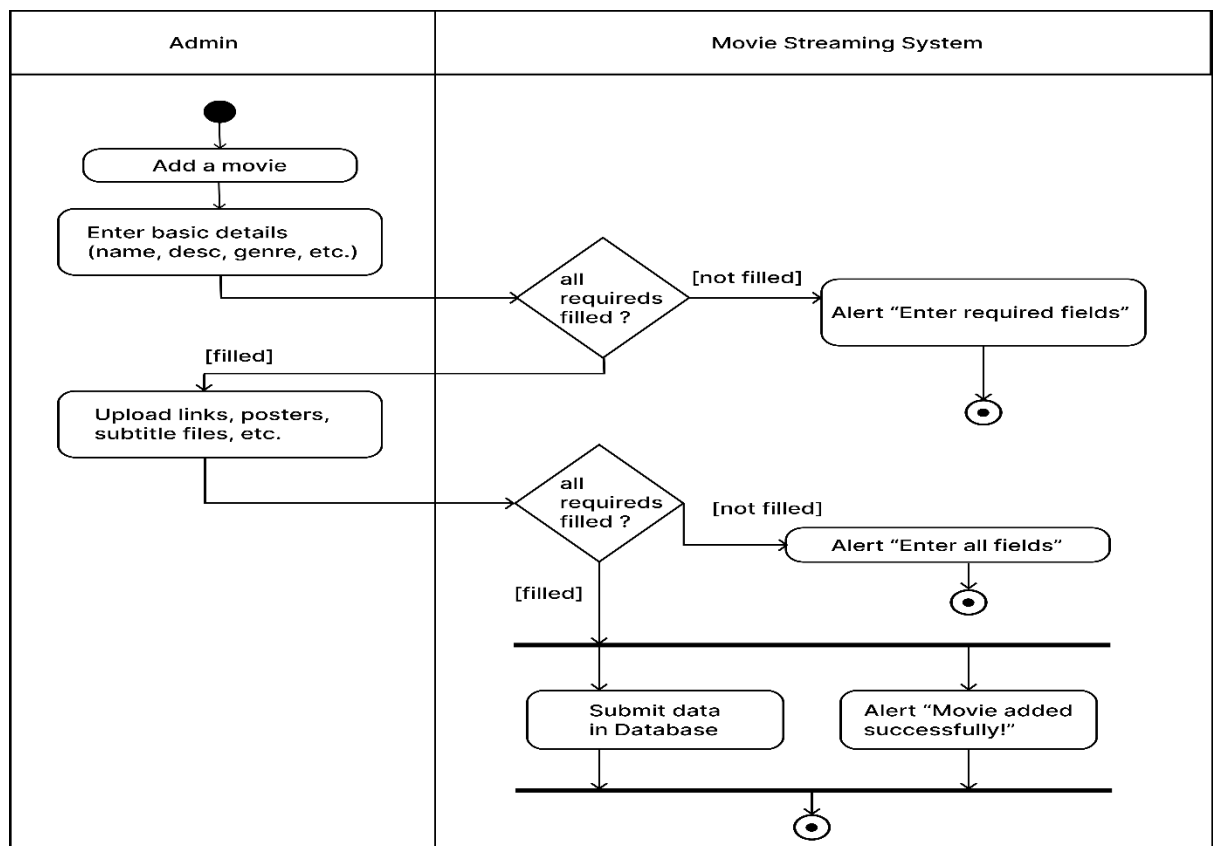 Admin
Movie Streaming System
Add a movie
Enter basic details
(name, desc, genre, etc.)
all
requireds
filled ?
[not filled]
Alert “Enter required fields”
[filled]
Upload links, posters,
subtitle files, etc.
all
requireds
filled ?
[not filled]
Alert “Enter all fields”
[filled]
Submit data
in Database
Alert “Movie added
successfully!”